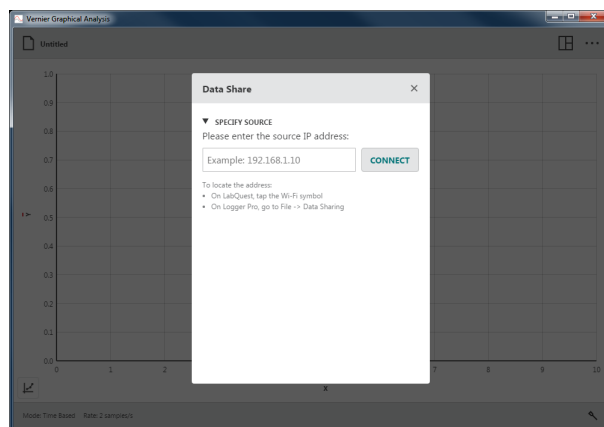 Vernier Graphical Analysis
Untitled
Data Share
▼ SPECIFY SOURCE
Please enter the source IP address:
Example: 192.168.1.10
CONNECT
To locate the address:
• On LabQuest, tap the Wi-Fi symbol
• On Logger Pro, go to File -> Data Sharing
1.0
0.9
0.8
0.7
0.6
0.5
0.4
0.3
0.2
0.1
0.0
0 1 2 7 8 9 10
X
Mode: Time Based Rate: 2 samples/s